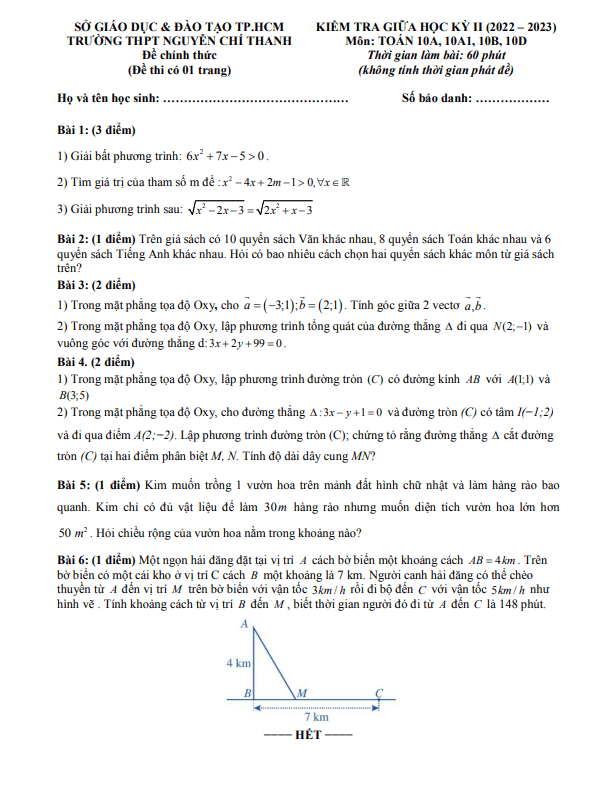 SỞ GIÁO DỤC & ĐÀO TẠO TP.HCM
TRƯỜNG THPT NGUYỄN CHÍ THANH
Đề chính thức
(Đề thi có 01 trang)
KIỂM TRA GIỮA HỌC KỲ II (2022 – 2023)
Môn: TOÁN 10A, 10A1, 10B, 10D
Thời gian làm bài: 60 phút
(không tính thời gian phát đề)
Họ và tên học sinh: ………………………………………
Số báo danh: ………………
Bài 1: (3 điểm)
1) Giải bất phương trình: 6x² + 7x − 5 > 0 .
2) Tìm giá trị của tham số m để : x² − 4x + 2m − 1 > 0, ∀x ∈ ℝ
3) Giải phương trình sau: √(x² − 2x − 3) = √(2x² + x − 3)
Bài 2: (1 điểm) Trên giá sách có 10 quyển sách Văn khác nhau, 8 quyển sách Toán khác nhau và 6
quyển sách Tiếng Anh khác nhau. Hỏi có bao nhiêu cách chọn hai quyển sách khác môn từ giá sách
trên?
Bài 3: (2 điểm)
1) Trong mặt phẳng tọa độ Oxy, cho a⃗ = (−3;1); b⃗ = (2;1). Tính góc giữa 2 vectơ a⃗, b⃗ .
2) Trong mặt phẳng tọa độ Oxy, lập phương trình tổng quát của đường thẳng Δ đi qua N(2;−1) và
vuông góc với đường thẳng d: 3x + 2y + 99 = 0 .
Bài 4. (2 điểm)
1) Trong mặt phẳng tọa độ Oxy, lập phương trình đường tròn (C) có đường kính AB với A(1;1) và
B(3;5)
2) Trong mặt phẳng tọa độ Oxy, cho đường thẳng Δ : 3x − y + 1 = 0 và đường tròn (C) có tâm I(−1;2)
và đi qua điểm A(2;−2). Lập phương trình đường tròn (C); chứng tỏ rằng đường thẳng Δ cắt đường
tròn (C) tại hai điểm phân biệt M, N. Tính độ dài dây cung MN?
Bài 5: (1 điểm) Kim muốn trồng 1 vườn hoa trên mảnh đất hình chữ nhật và làm hàng rào bao
quanh. Kim chỉ có đủ vật liệu để làm 30m hàng rào nhưng muốn diện tích vườn hoa lớn hơn
50 m² . Hỏi chiều rộng của vườn hoa nằm trong khoảng nào?
Bài 6: (1 điểm) Một ngọn hải đăng đặt tại vị trí A cách bờ biển một khoảng cách AB = 4km . Trên
bờ biển có một cái kho ở vị trí C cách B một khoảng là 7 km. Người canh hải đăng có thể chèo
thuyền từ A đến vị trí M trên bờ biển với vận tốc 3km / h rồi đi bộ đến C với vận tốc 5km / h như
hình vẽ . Tính khoảng cách từ vị trí B đến M , biết thời gian người đó đi từ A đến C là 148 phút.
A
4 km
B M C
7 km
---- HẾT ----